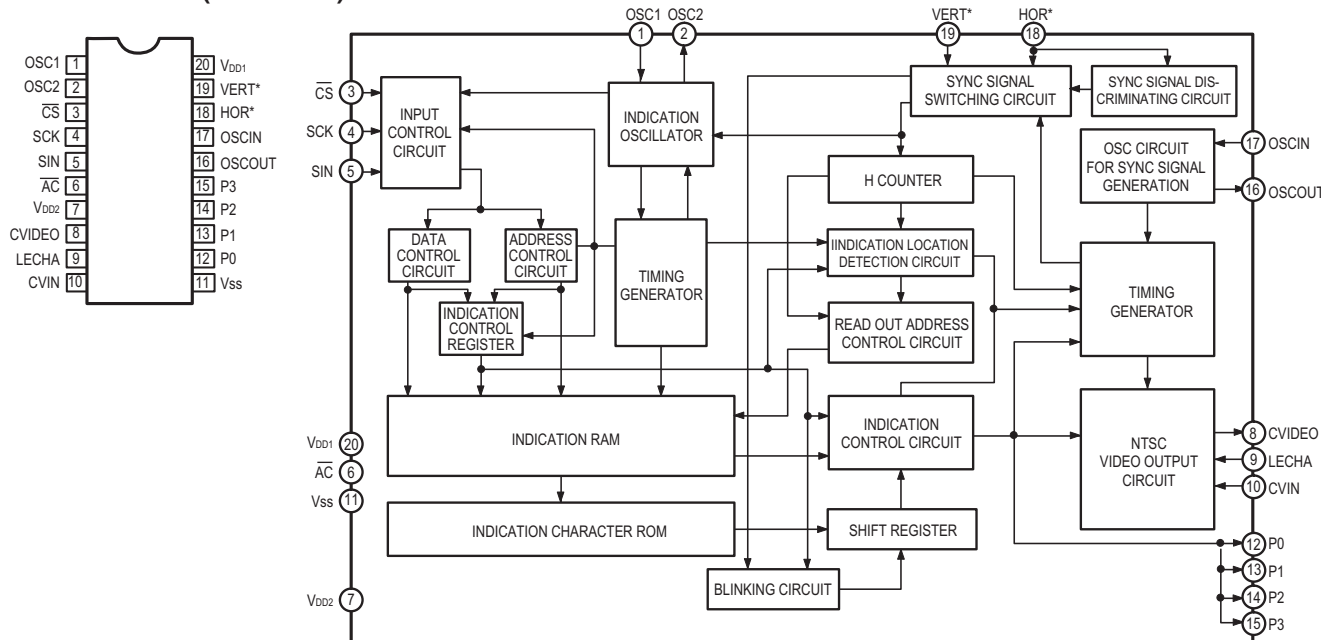 OSC1 1
OSC2 2
CS 3
SCK 4
SIN 5
AC 6
VDD2 7
CVIDEO 8
LECHA 9
CVIN 10
20 VDD1
19 VERT*
18 HOR*
17 OSCIN
16 OSCOUT
15 P3
14 P2
13 P1
12 P0
11 Vss
OSC1 OSC2
1 2
VERT* HOR*
19 18
CS 3
SCK 4
SIN 5
INPUT
CONTROL
CIRCUIT
INDICATION
OSCILLATOR
SYNC SIGNAL
SWITCHING CIRCUIT
SYNC SIGNAL DIS-
CRIMINATING CIRCUIT
OSC CIRCUIT
FOR SYNC SIGNAL
GENERATION
17 OSCIN
16 OSCOUT
H COUNTER
DATA
CONTROL
CIRCUIT
ADDRESS
CONTROL
CIRCUIT
TIMING
GENERATOR
IINDICATION LOCATION
DETECTION CIRCUIT
TIMING
GENERATOR
INDICATION
CONTROL
REGISTER
READ OUT ADDRESS
CONTROL CIRCUIT
INDICATION RAM
INDICATION
CONTROL CIRCUIT
NTSC
VIDEO OUTPUT
CIRCUIT
8 CVIDEO
9 LECHA
10 CVIN
VDD1 20
AC 6
Vss 11
INDICATION CHARACTER ROM
SHIFT REGISTER
BLINKING CIRCUIT
VDD2 7
12 P0
13 P1
14 P2
15 P3